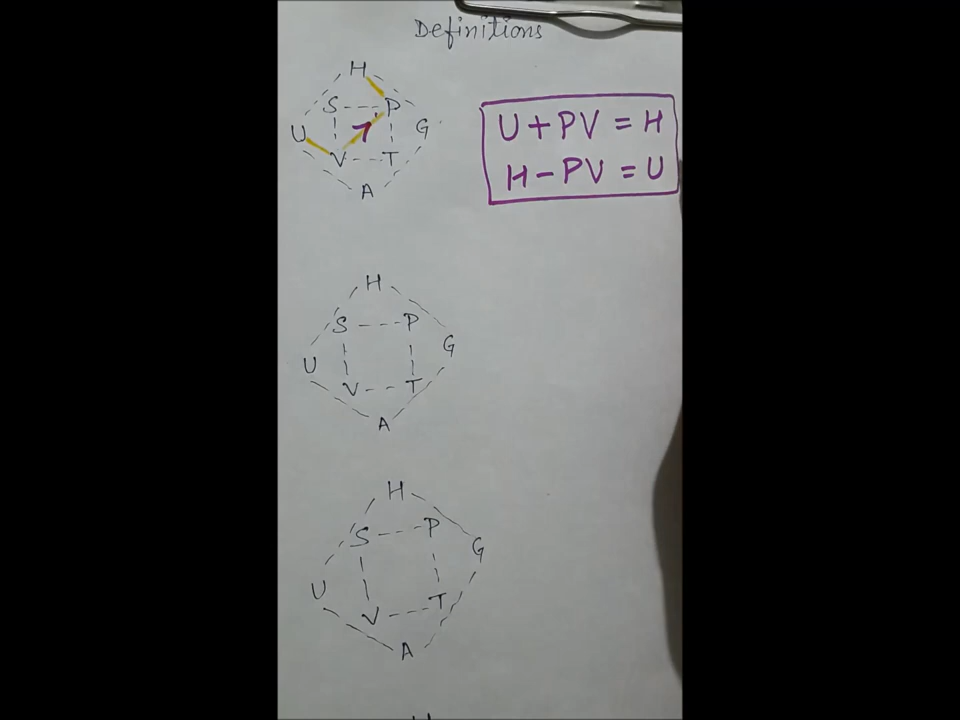 Definitions
H
S P
U G
V T
A
U + PV = H
H - PV = U
H
S P
G
U
V T
A
H
S P
G
U
V T
A